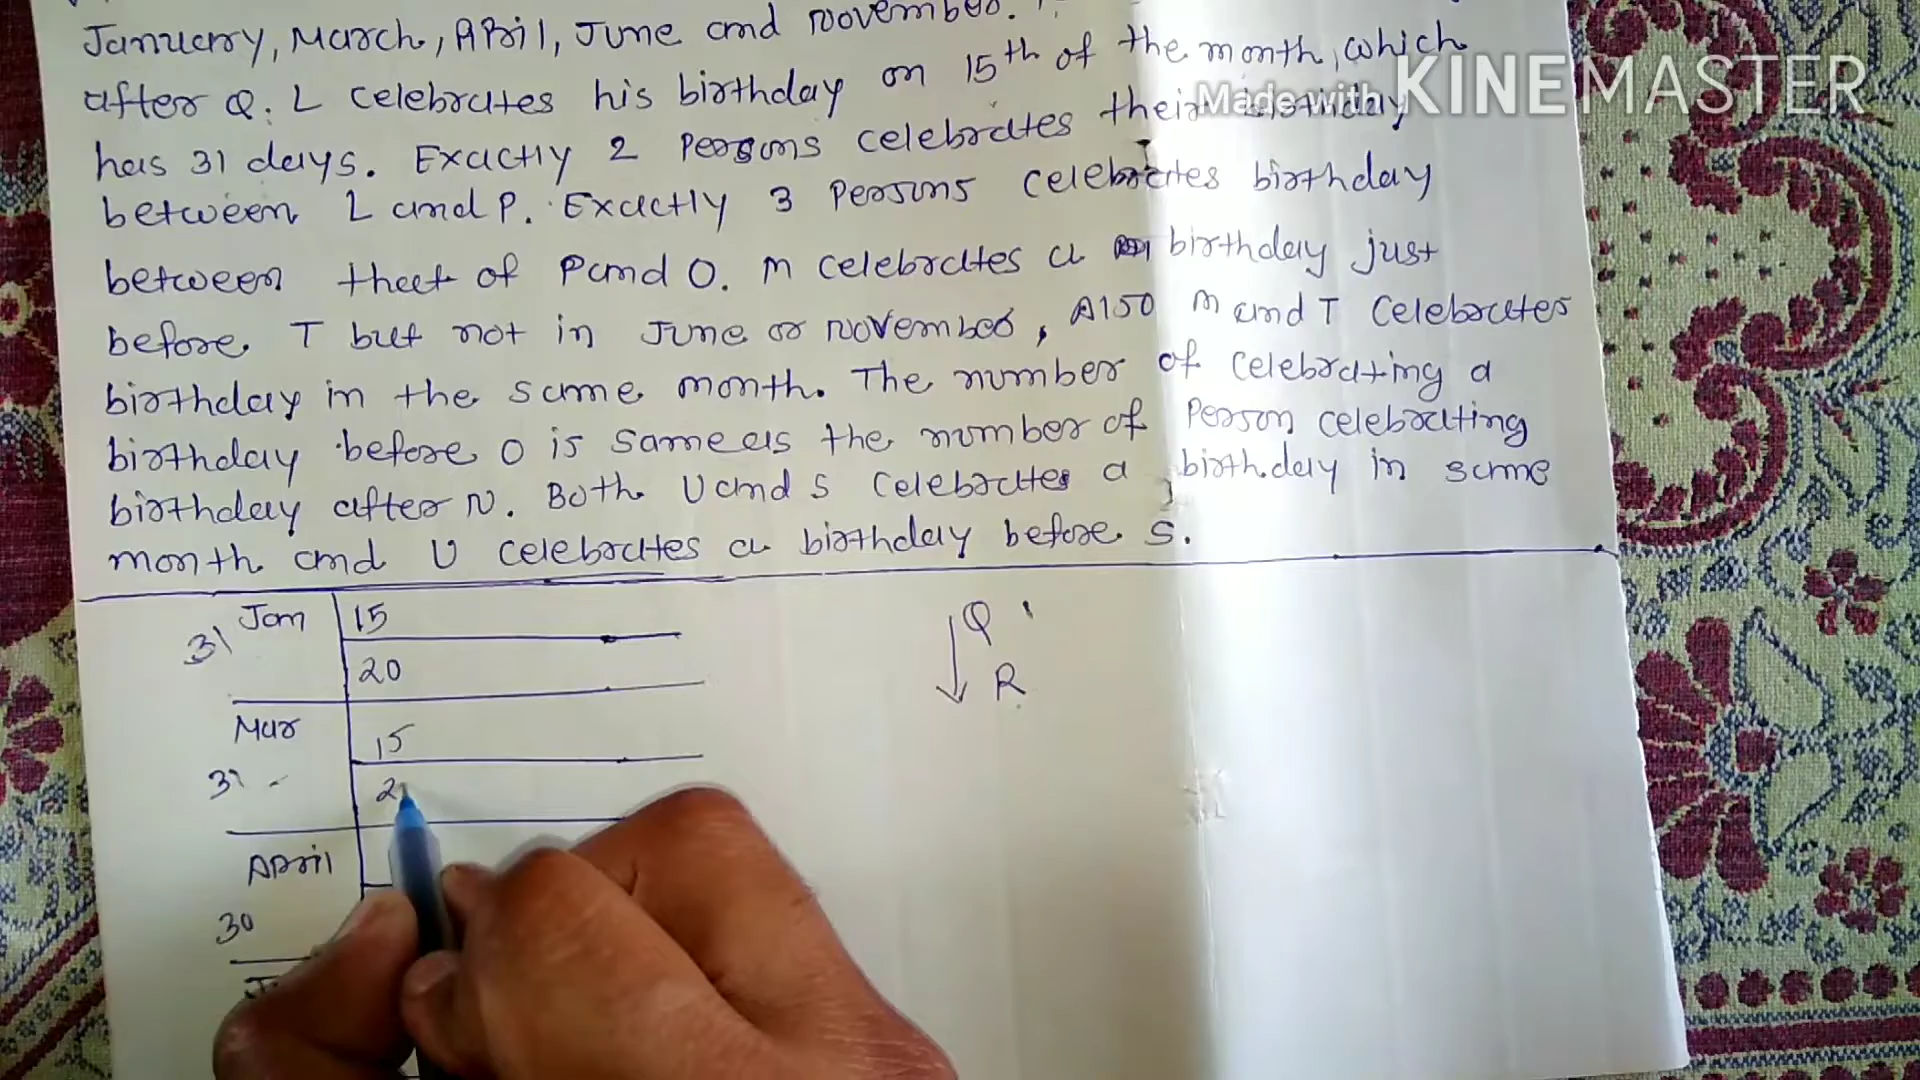 January, March, April, June and November.
after Q. L celebrates his birthday on 15th of the month, which
has 31 days. Exactly 2 persons celebrates their birthday
between L and P. Exactly 3 persons celebrates birthday
between that of P and O. M celebrates a birthday just
before T but not in June or November, Also M and T celebrates
birthday in the same month. The number of celebrating a
birthday before O is same as the number of Person celebrating
birthday after N. Both U and S celebrates a birthday in same
month and U celebrates a birthday before S.
Made with KINEMASTER
Jan 15
31
20
Q
R
Mar 15
31
2
April
30